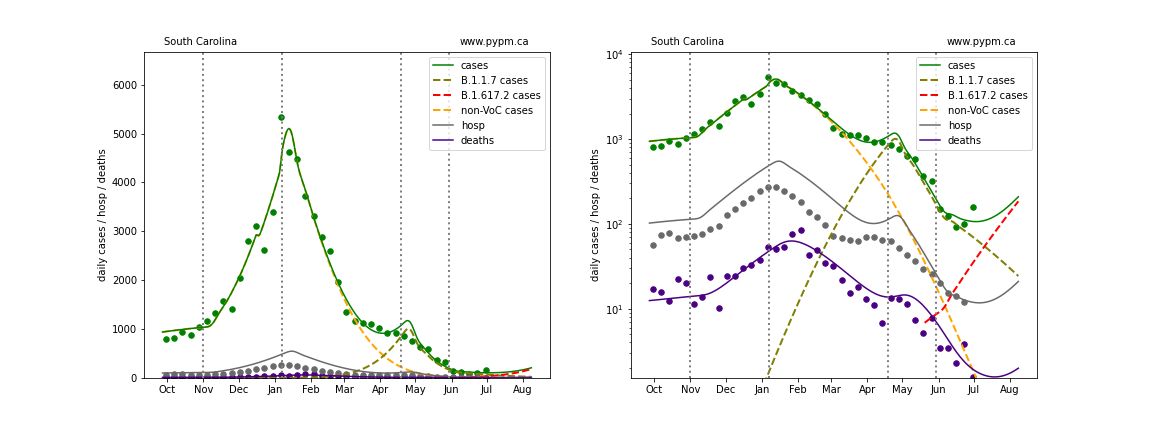 South Carolina
www.pypm.ca
daily cases / hosp / deaths
6000
5000
4000
3000
2000
1000
0
cases
B.1.1.7 cases
B.1.617.2 cases
non-VoC cases
hosp
deaths
Oct Nov Dec Jan Feb Mar Apr May Jun Jul Aug
South Carolina
www.pypm.ca
daily cases / hosp / deaths
10⁴
10³
10²
10¹
cases
B.1.1.7 cases
B.1.617.2 cases
non-VoC cases
hosp
deaths
Oct Nov Dec Jan Feb Mar Apr May Jun Jul Aug